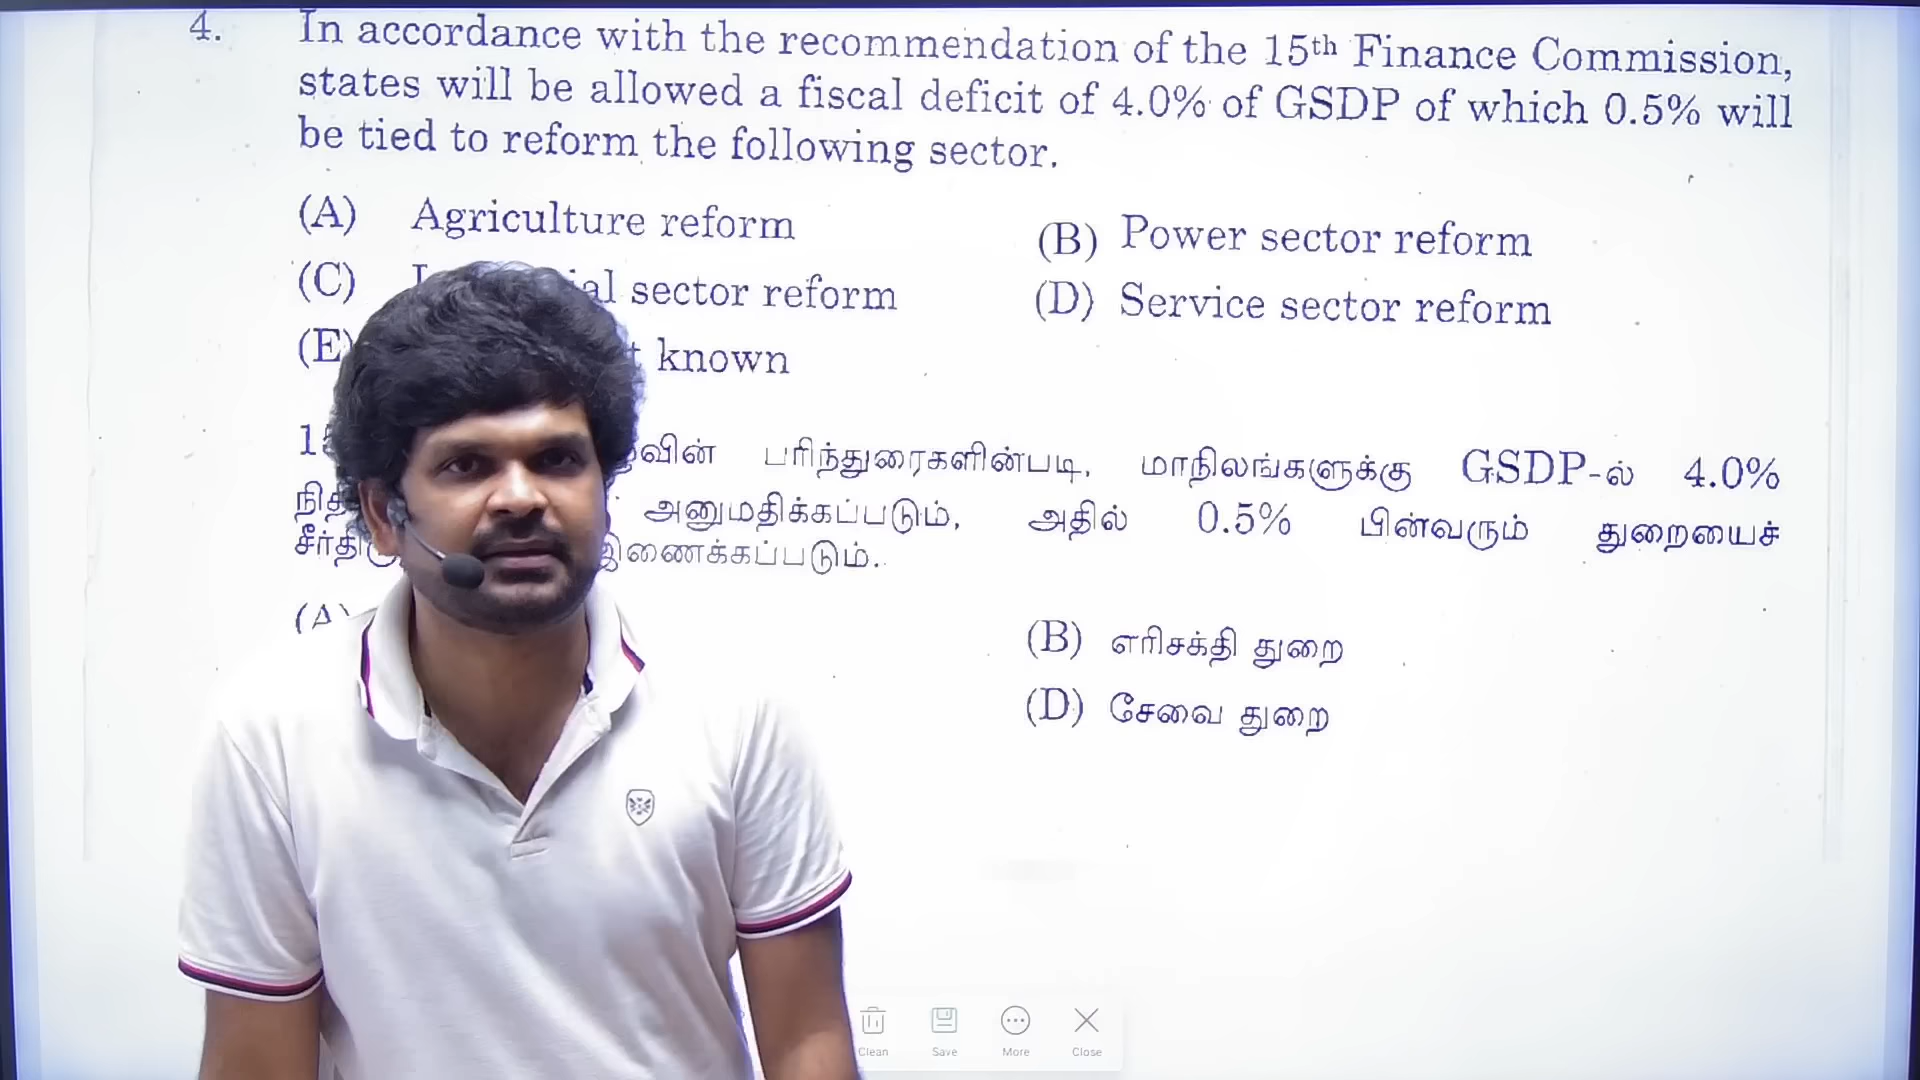 4. In accordance with the recommendation of the 15th Finance Commission,
states will be allowed a fiscal deficit of 4.0% of GSDP of which 0.5% will
be tied to reform the following sector.
(A) Agriculture reform (B) Power sector reform
(C) sector reform (D) Service sector reform
(E) known
பரிந்துரைகளின்படி, மாநிலங்களுக்கு GSDP-ல் 4.0%
அனுமதிக்கப்படும், அதில் 0.5% பின்வரும் துறையைச்
இணைக்கப்படும்.
(A) (B) எரிசக்தி துறை
(D) சேவை துறை
Clean Save More Close